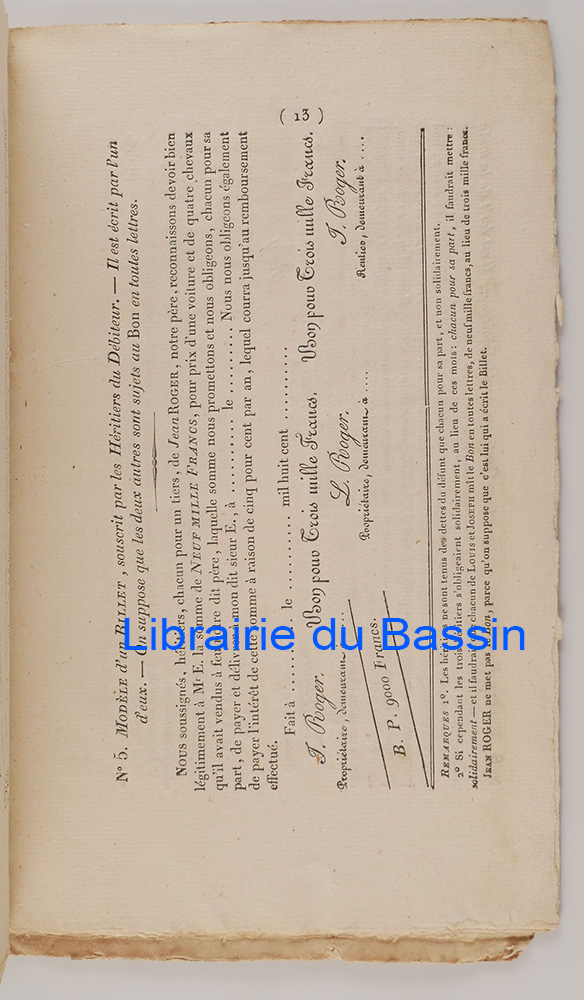 ( 13 )
N° 5. MODÈLE d'un BILLET, souscrit par les Héritiers du Débiteur. — Il est écrit par l'un
d'eux. — On suppose que les deux autres sont sujets au Bon en toutes lettres.
NOUS soussignés, héritiers, chacun pour un tiers, de Jean ROGER, notre père, reconnaissons devoir bien
légitimement à Mr E. la somme de NEUF MILLE FRANCS, pour prix d'une voiture et de quatre chevaux
qu'il avait vendus à feu notre dit père, laquelle somme nous promettons et nous obligeons, chacun pour sa
part, de payer et délivrer à mon dit sieur E., à ........... le .......... Nous nous obligeons également
de payer l'intérêt de cette somme à raison de cinq pour cent par an, lequel courra jusqu'au remboursement
effectué.
Fait à ........... le ........... mil huit cent ...........
Bon pour Trois mille Francs. Bon pour Trois mille Francs.
J. Roger. L. Roger. J. Roger.
Propriétaire, demeurant à .... Propriétaire, demeurant à .... Rentier, demeurant à ....
B. P. 9000 Francs.
REMARQUES 1°. Les héritiers ne sont tenus des dettes du défunt que chacun pour sa part, et non solidairement.
2° Si cependant les trois héritiers s'obligeaient solidairement, au lieu de ces mots: chacun pour sa part, il faudrait mettre:
solidairement — et il faudrait que chacun de LOUIS et JOSEPH mît le Bon en toutes lettres, de neuf mille francs, au lieu de trois mille francs.
JEAN ROGER ne met pas de Bon, parce qu'on suppose que c'est lui qui a écrit le Billet.
Librairie du Bassin